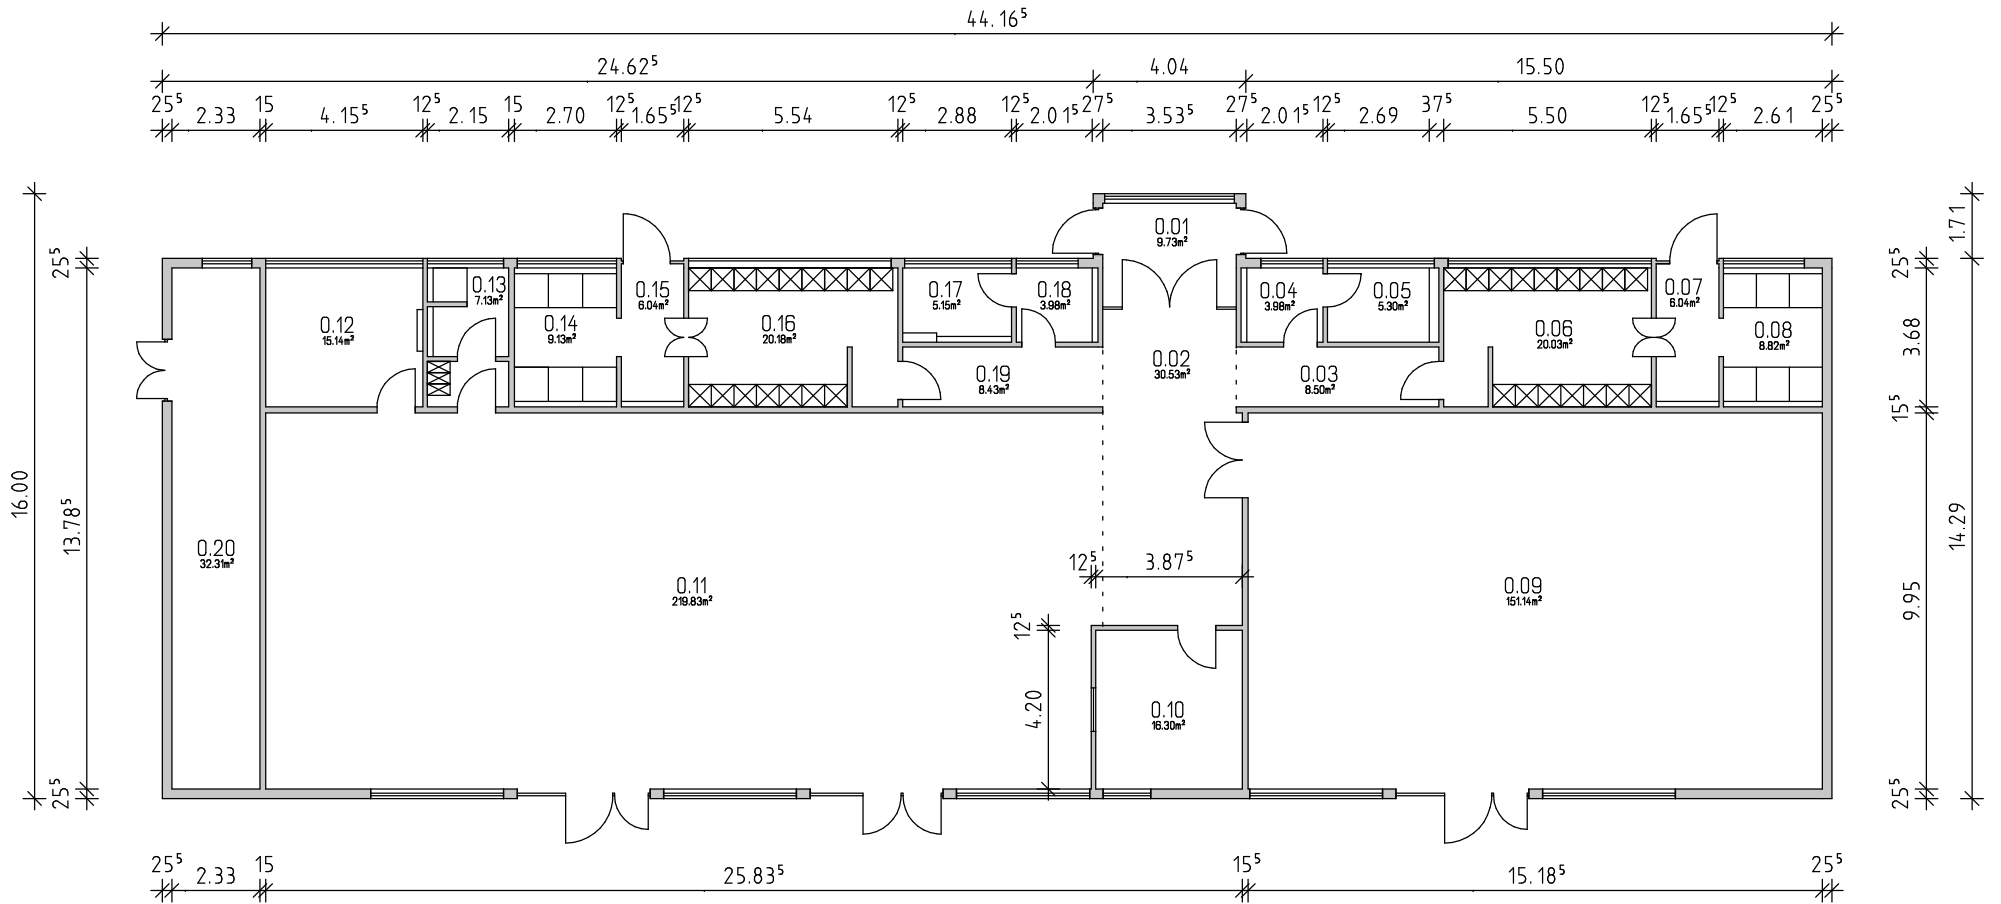 44.16⁵
24.62⁵ 4.04 15.50
25⁵ 2.33 15 4.15⁵ 12⁵ 2.15 15 2.70 12⁵ 1.65⁵ 12⁵ 5.54 12⁵ 2.88 12⁵ 2.01⁵ 27⁵ 3.53⁵ 27⁵ 2.01⁵ 12⁵ 2.69 37⁵ 5.50 12⁵ 1.65⁵ 12⁵ 2.61 25⁵
16.00
25⁵
13.78⁵
25⁵
0.01
9.73m²
0.12
15.14m²
0.13
7.13m²
0.14
9.13m²
0.15
6.04m²
0.16
20.18m²
0.17
5.15m²
0.18
3.98m²
0.19
8.43m²
0.02
30.53m²
0.04
3.98m²
0.05
5.30m²
0.03
8.50m²
0.06
20.03m²
0.07
6.04m²
0.08
8.82m²
0.20
32.31m²
0.11
219.83m²
12⁵ 3.87⁵
12⁵
4.20
0.10
16.30m²
0.09
151.14m²
25⁵
3.68
15⁵
9.95
25⁵
1.71
14.29
25⁵ 2.33 15 25.83⁵ 15⁵ 15.18⁵ 25⁵